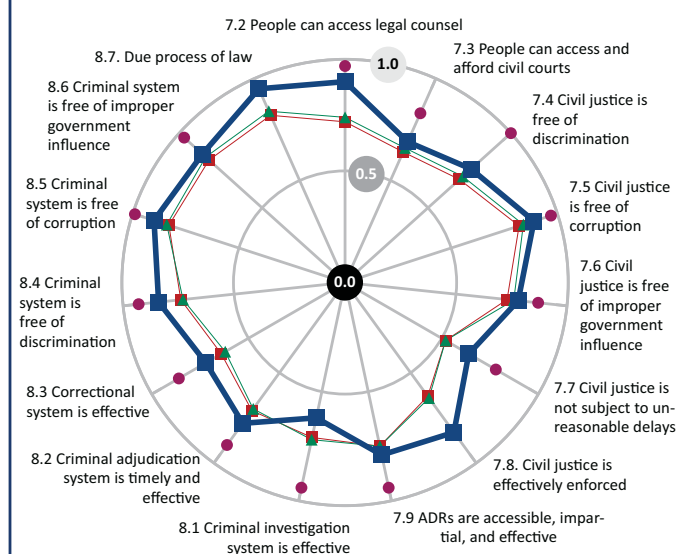 7.2 People can access legal counsel
7.3 People can access and
afford civil courts
7.4 Civil justice is
free of
discrimination
7.5 Civil justice
is free of
corruption
7.6 Civil
justice is free
of improper
government
influence
7.7 Civil justice is
not subject to un-
reasonable delays
7.8. Civil justice is
effectively enforced
7.9 ADRs are accessible, impar-
tial, and effective
8.1 Criminal investigation
system is effective
8.2 Criminal adjudication
system is timely and
effective
8.3 Correctional
system is effective
8.4 Criminal
system is
free of
discrimination
8.5 Criminal
system is free
of corruption
8.6 Criminal system
is free of improper
government
influence
8.7. Due process of law
1.0
0.5
0.0